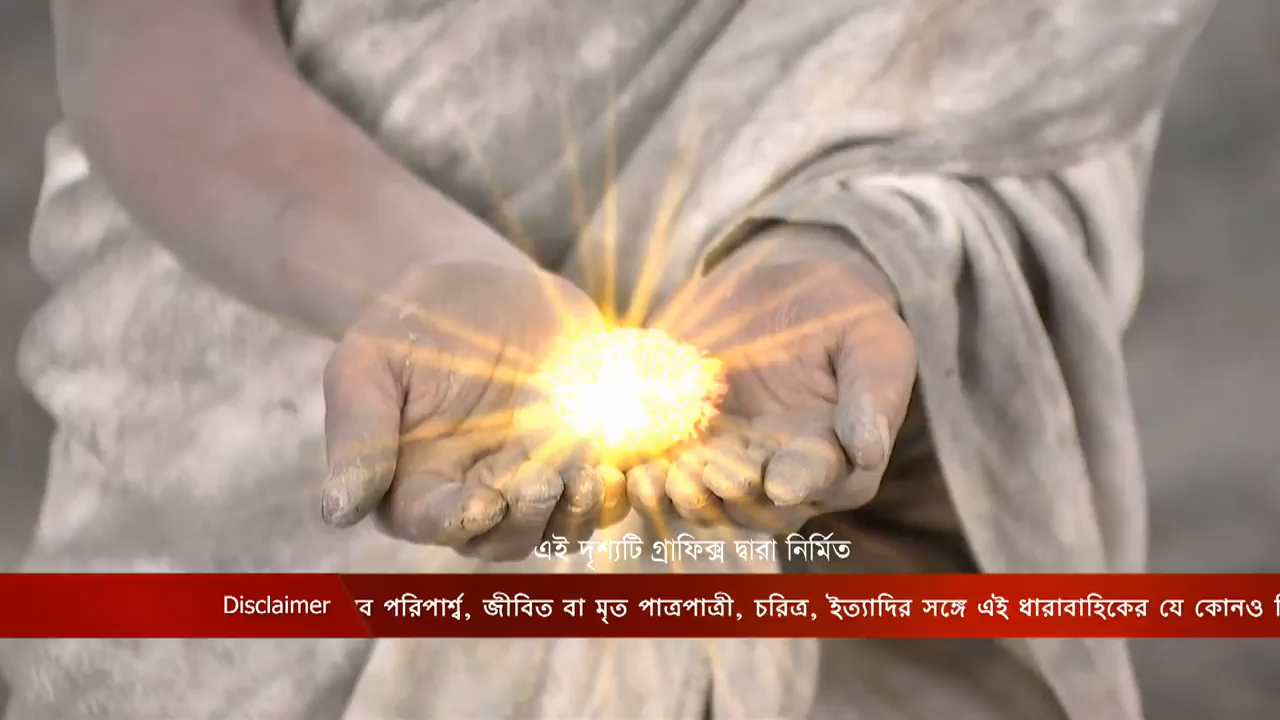 এই দৃশ্যটি গ্রাফিক্স দ্বারা নির্মিত
Disclaimer ব পরিপার্শ্ব, জীবিত বা মৃত পাত্রপাত্রী, চরিত্র, ইত্যাদির সঙ্গে এই ধারাবাহিকের যে কোনও